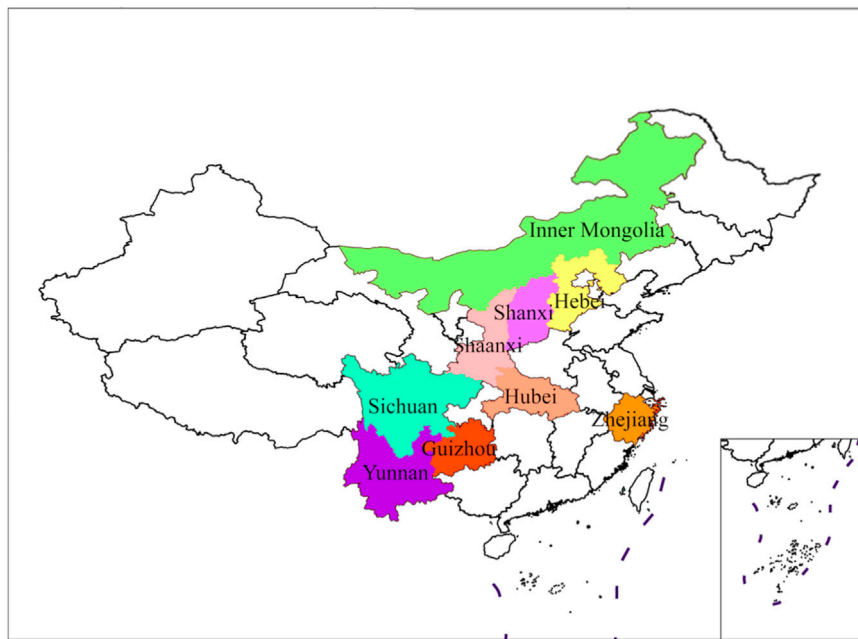 Inner Mongolia
Hebei
Shanxi
Shaanxi
Hubei
Sichuan
Zhejiang
Guizhou
Yunnan